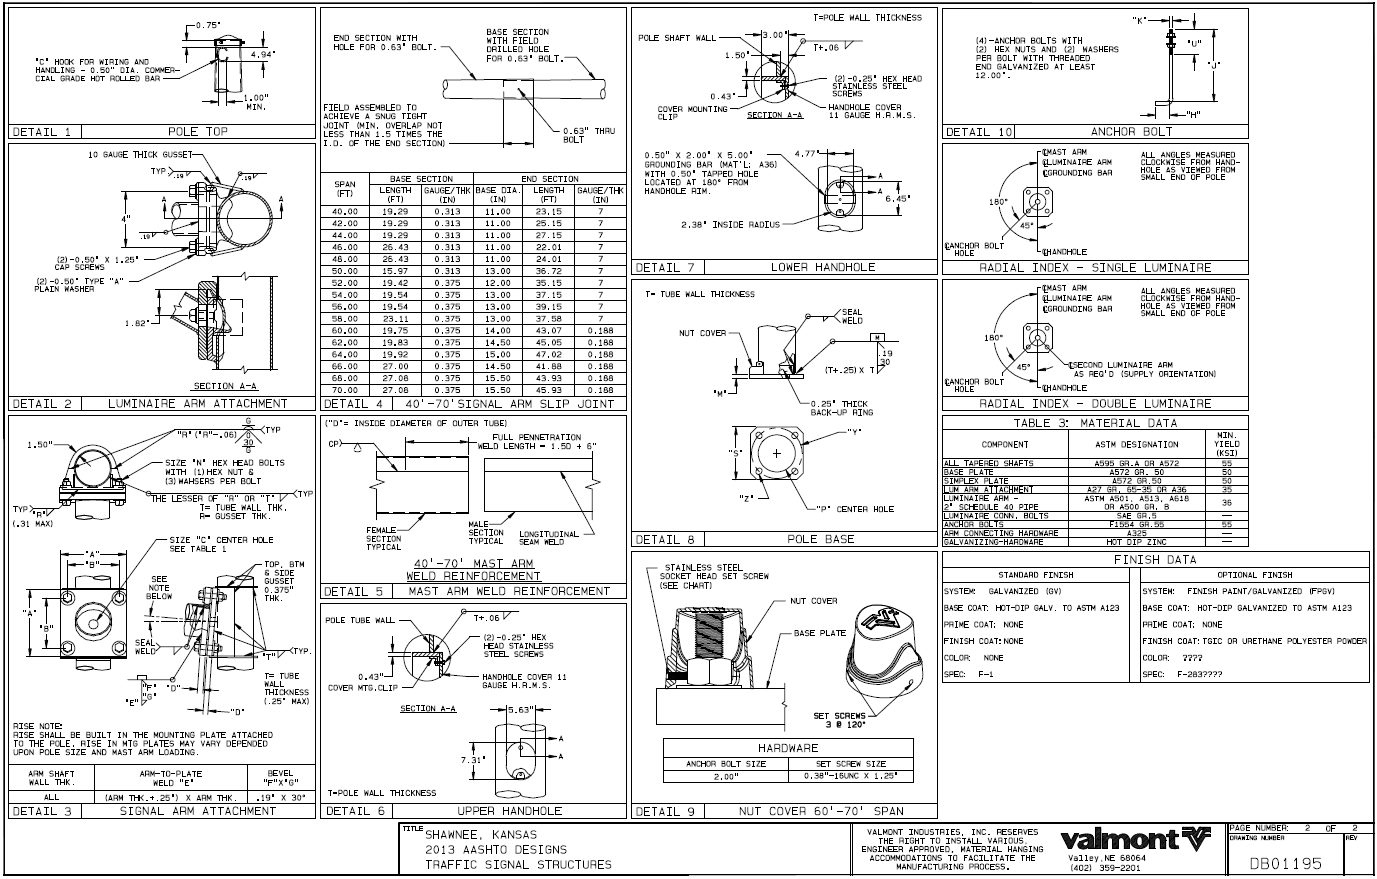 0.75"
4.94"
"C" HOOK FOR WIRING AND
HANDLING - 0.50" DIA. COMMER-
CIAL GRADE HOT ROLLED BAR
1.00"
MIN.
DETAIL 1 POLE TOP
10 GAUGE THICK GUSSET
TYP .19
.19
A A
4"
.19
(2)-0.50" X 1.25"
CAP SCREWS
(2)-0.50" TYPE "A"
PLAIN WASHER
1.82"
SECTION A-A
DETAIL 2 LUMINAIRE ARM ATTACHMENT
1.50"
"R" ("R"-.06) G 0 30 G TYP
SIZE "N" HEX HEAD BOLTS
WITH (1) HEX NUT &
(3) WAHSERS PER BOLT
THE LESSER OF "R" OR "T" TYP
T= TUBE WALL THK.
R= GUSSET THK.
TYP "R"
(.31 MAX)
SIZE "C" CENTER HOLE
SEE TABLE 1
"A"
"B"
"A"
"B"
SEE
NOTE
BELOW
TOP, BTM
& SIDE
GUSSET
0.375"
THK.
SEAL
WELD
"T" TYP.
"F"
"G"
"E"
"D"
"D"
T= TUBE
WALL
THICKNESS
(.25" MAX)
RISE NOTE:
RISE SHALL BE BUILT IN THE MOUNTING PLATE ATTACHED
TO THE POLE. RISE IN MTG PLATES MAY VARY DEPENDED
UPON POLE SIZE AND MAST ARM LOADING.
ARM SHAFT WALL THK. ARM-TO-PLATE WELD "E" BEVEL "F"X"G"
ALL (ARM THK.+.25") X ARM THK. .19" X 30°
DETAIL 3 SIGNAL ARM ATTACHMENT
END SECTION WITH
HOLE FOR 0.63" BOLT.
BASE SECTION
WITH FIELD
DRILLED HOLE
FOR 0.63" BOLT.
FIELD ASSEMBLED TO
ACHIEVE A SNUG TIGHT
JOINT (MIN. OVERLAP NOT
LESS THAN 1.5 TIMES THE
I.D. OF THE END SECTION)
0.63" THRU
BOLT
SPAN (FT) BASE SECTION END SECTION
LENGTH (FT) GAUGE/THK (IN) BASE DIA. (IN) LENGTH (FT) GAUGE/THK (IN)
40.00 19.29 0.313 11.00 23.15 7
42.00 19.29 0.313 11.00 25.15 7
44.00 19.29 0.313 11.00 27.15 7
46.00 26.43 0.313 11.00 22.01 7
48.00 26.43 0.313 11.00 24.01 7
50.00 15.97 0.313 13.00 36.72 7
52.00 19.42 0.375 12.00 35.15 7
54.00 19.54 0.375 13.00 37.15 7
56.00 19.54 0.375 13.00 39.15 7
58.00 23.11 0.375 13.00 37.58 7
60.00 19.75 0.375 14.00 43.07 0.188
62.00 19.83 0.375 14.50 45.05 0.188
64.00 19.92 0.375 15.00 47.02 0.188
66.00 27.00 0.375 14.50 41.88 0.188
68.00 27.08 0.375 15.50 43.93 0.188
70.00 27.08 0.375 15.50 45.93 0.188
DETAIL 4 40'-70'SIGNAL ARM SLIP JOINT
("D"= INSIDE DIAMETER OF OUTER TUBE)
CP
FULL PENNETRATION
WELD LENGTH = 1.5D + 6"
FEMALE
SECTION
TYPICAL
MALE
SECTION
TYPICAL
LONGITUDINAL
SEAM WELD
40'-70' MAST ARM
WELD REINFORCEMENT
DETAIL 5 MAST ARM WELD REINFORCEMENT
POLE TUBE WALL
T+.06
(2)-0.25" HEX
HEAD STAINLESS
STEEL SCREWS
0.43"
COVER MTG.CLIP
HANDHOLE COVER 11
GAUGE H.R.M.S.
SECTION A-A
5.63"
A
A
7.31"
T=POLE WALL THICKNESS
DETAIL 6 UPPER HANDHOLE
T=POLE WALL THICKNESS
POLE SHAFT WALL
3.00"
T+.06
1.50"
(2)-0.25" HEX HEAD
STAINLESS STEEL
SCREWS
0.43"
COVER MOUNTING
CLIP
SECTION A-A
HANDHOLE COVER
11 GAUGE H.R.M.S.
0.50" X 2.00" X 5.00"
GROUNDING BAR (MAT'L: A36)
WITH 0.50" TAPPED HOLE
LOCATED AT 180° FROM
HANDHOLE RIM.
4.77"
A
A
6.45"
2.38" INSIDE RADIUS
DETAIL 7 LOWER HANDHOLE
T= TUBE WALL THICKNESS
SEAL
WELD
NUT COVER
M
.19
30
(T+.25) X T
"M"
0.25" THICK
BACK-UP RING
"S"
"Y"
"Z"
"P" CENTER HOLE
DETAIL 8 POLE BASE
STAINLESS STEEL
SOCKET HEAD SET SCREW
(SEE CHART)
NUT COVER
BASE PLATE
SET SCREWS
3 @ 120°
HARDWARE
ANCHOR BOLT SIZE SET SCREW SIZE
2.00" 0.38"-16UNC X 1.25"
DETAIL 9 NUT COVER 60'-70' SPAN
(4)-ANCHOR BOLTS WITH
(2) HEX NUTS AND (2) WASHERS
PER BOLT WITH THREADED
END GALVANIZED AT LEAST
12.00".
"K"
"U"
"J"
"H"
DETAIL 10 ANCHOR BOLT
MAST ARM
LUMINAIRE ARM
GROUNDING BAR
ALL ANGLES MEASURED
CLOCKWISE FROM HAND-
HOLE AS VIEWED FROM
SMALL END OF POLE
180°
45°
ANCHOR BOLT
HOLE
HANDHOLE
RADIAL INDEX - SINGLE LUMINAIRE
MAST ARM
LUMINAIRE ARM
GROUNDING BAR
ALL ANGLES MEASURED
CLOCKWISE FROM HAND-
HOLE AS VIEWED FROM
SMALL END OF POLE
180°
45°
SECOND LUMINAIRE ARM
AS REQ'D (SUPPLY ORIENTATION)
ANCHOR BOLT
HOLE
HANDHOLE
RADIAL INDEX - DOUBLE LUMINAIRE
TABLE 3: MATERIAL DATA
COMPONENT ASTM DESIGNATION MIN. YIELD (KSI)
ALL TAPERED SHAFTS A595 GR.A OR A572 55
BASE PLATE A572 GR. 50 50
SIMPLEX PLATE A572 GR.50 50
LUM ARM ATTACHMENT A27 GR. 65-35 OR A36 35
LUMINAIRE ARM - 2" SCHEDULE 40 PIPE ASTM A501, A513, A618 OR A500 GR. B 36
LUMINAIRE CONN. BOLTS SAE GR.5 —
ANCHOR BOLTS F1554 GR.55 55
ARM CONNECTING HARDWARE A325 —
GALVANIZING-HARDWARE HOT DIP ZINC —
FINISH DATA
STANDARD FINISH OPTIONAL FINISH
SYSTEM: GALVANIZED (GV) SYSTEM: FINISH PAINT/GALVANIZED (FPGV)
BASE COAT: HOT-DIP GALV. TO ASTM A123 BASE COAT: HOT-DIP GALVANIZED TO ASTM A123
PRIME COAT: NONE PRIME COAT: NONE
FINISH COAT: NONE FINISH COAT: TGIC OR URETHANE POLYESTER POWDER
COLOR: NONE COLOR: ????
SPEC: F-1 SPEC: F-283????
TITLE
SHAWNEE, KANSAS
2013 AASHTO DESIGNS
TRAFFIC SIGNAL STRUCTURES
VALMONT INDUSTRIES, INC. RESERVES
THE RIGHT TO INSTALL VARIOUS,
ENGINEER APPROVED, MATERIAL HANGING
ACCOMMODATIONS TO FACILITATE THE
MANUFACTURING PROCESS.
valmont
Valley,NE 68064
(402) 359-2201
PAGE NUMBER: 2 OF 2
DRAWING NUMBER REV
DB01195